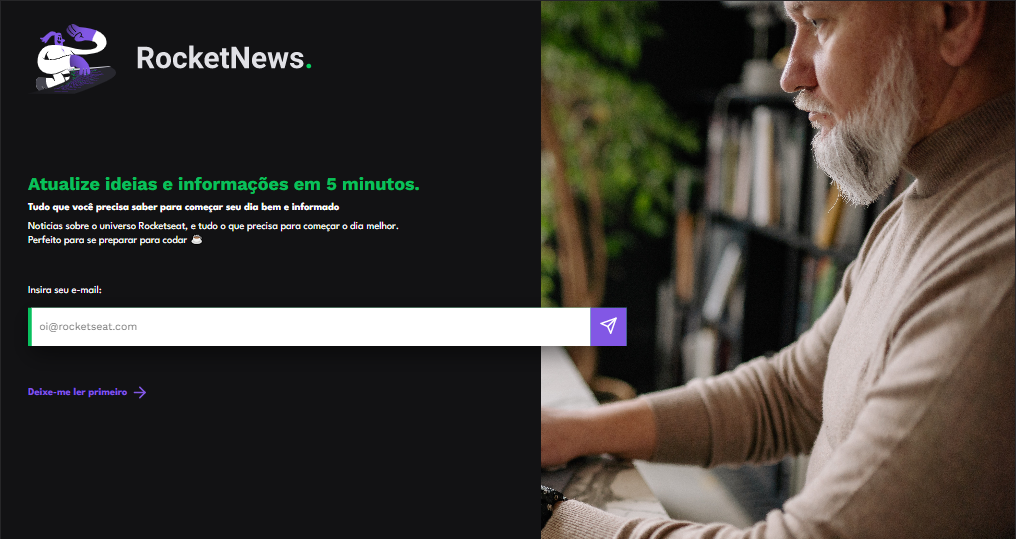 RocketNews.
Atualize ideias e informações em 5 minutos.
Tudo que você precisa saber para começar seu dia bem e informado
Noticias sobre o universo Rocketseat, e tudo o que precisa para começar o dia melhor.
Perfeito para se preparar para codar ☕
Insira seu e-mail:
oi@rocketseat.com
Deixe-me ler primeiro →